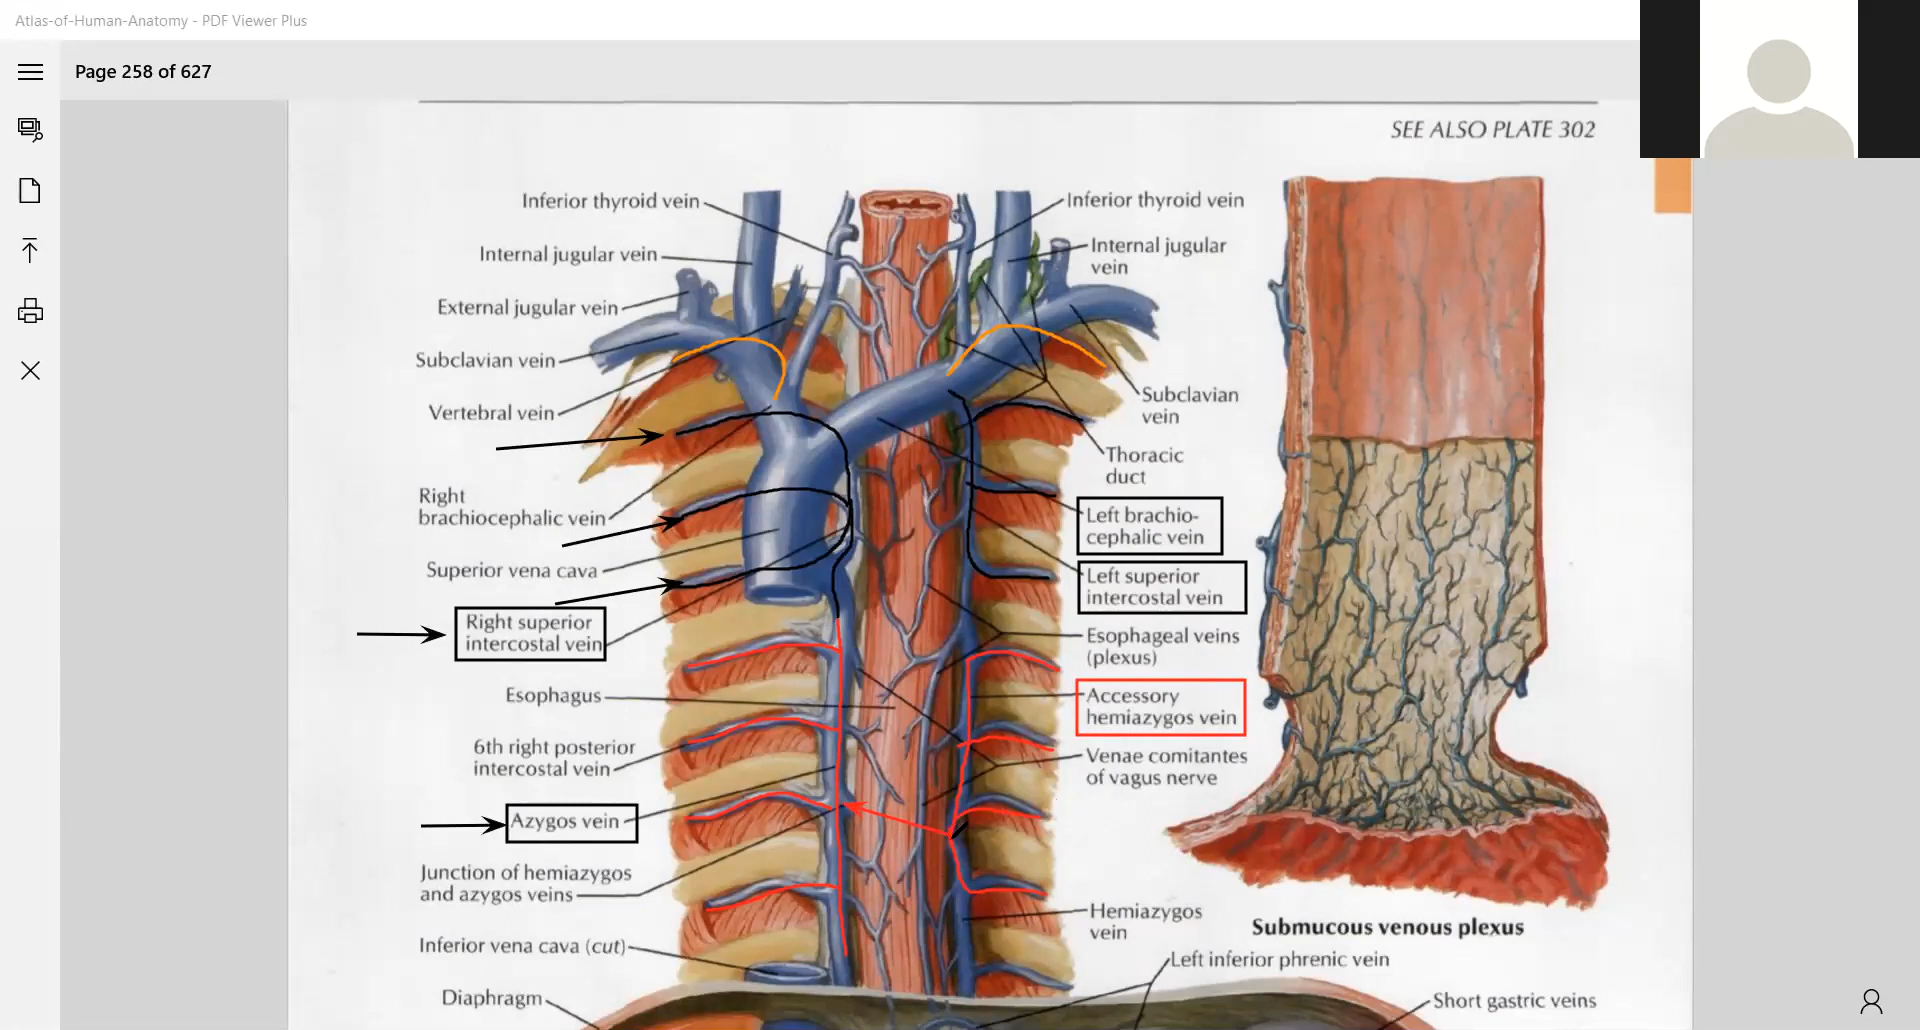 Atlas-of-Human-Anatomy - PDF Viewer Plus
Page 258 of 627
SEE ALSO PLATE 302
Inferior thyroid vein
Internal jugular vein
External jugular vein
Subclavian vein
Vertebral vein
Right
brachiocephalic vein
Superior vena cava
Right superior
intercostal vein
Esophagus
6th right posterior
intercostal vein
Azygos vein
Junction of hemiazygos
and azygos veins
Inferior vena cava (cut)
Diaphragm
Inferior thyroid vein
Internal jugular
vein
Subclavian
vein
Thoracic
duct
Left brachio-
cephalic vein
Left superior
intercostal vein
Esophageal veins
(plexus)
Accessory
hemiazygos vein
Venae comitantes
of vagus nerve
Hemiazygos
vein
Submucous venous plexus
Left inferior phrenic vein
Short gastric veins